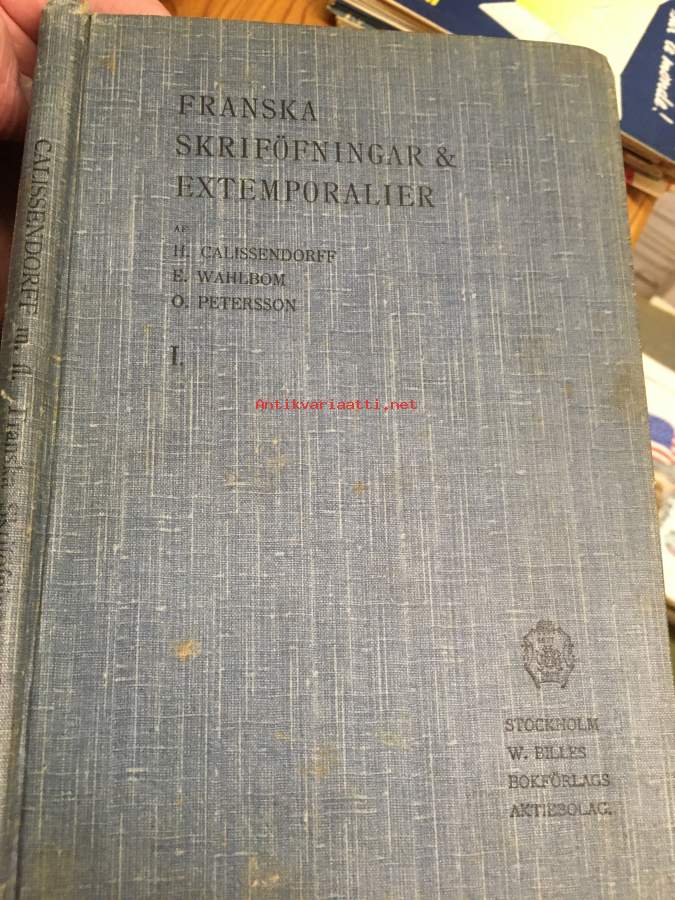 FRANSKA
SKRIFÖFNINGAR &
EXTEMPORALIER
AF
H. CALISSENDORFF
E. WAHLBOM
O. PETERSSON
I.
Antikvariaatti.net
STOCKHOLM
W. BILLES
BOKFÖRLAGS
AKTIEBOLAG.
CALISSENDORFF m. fl. Franska